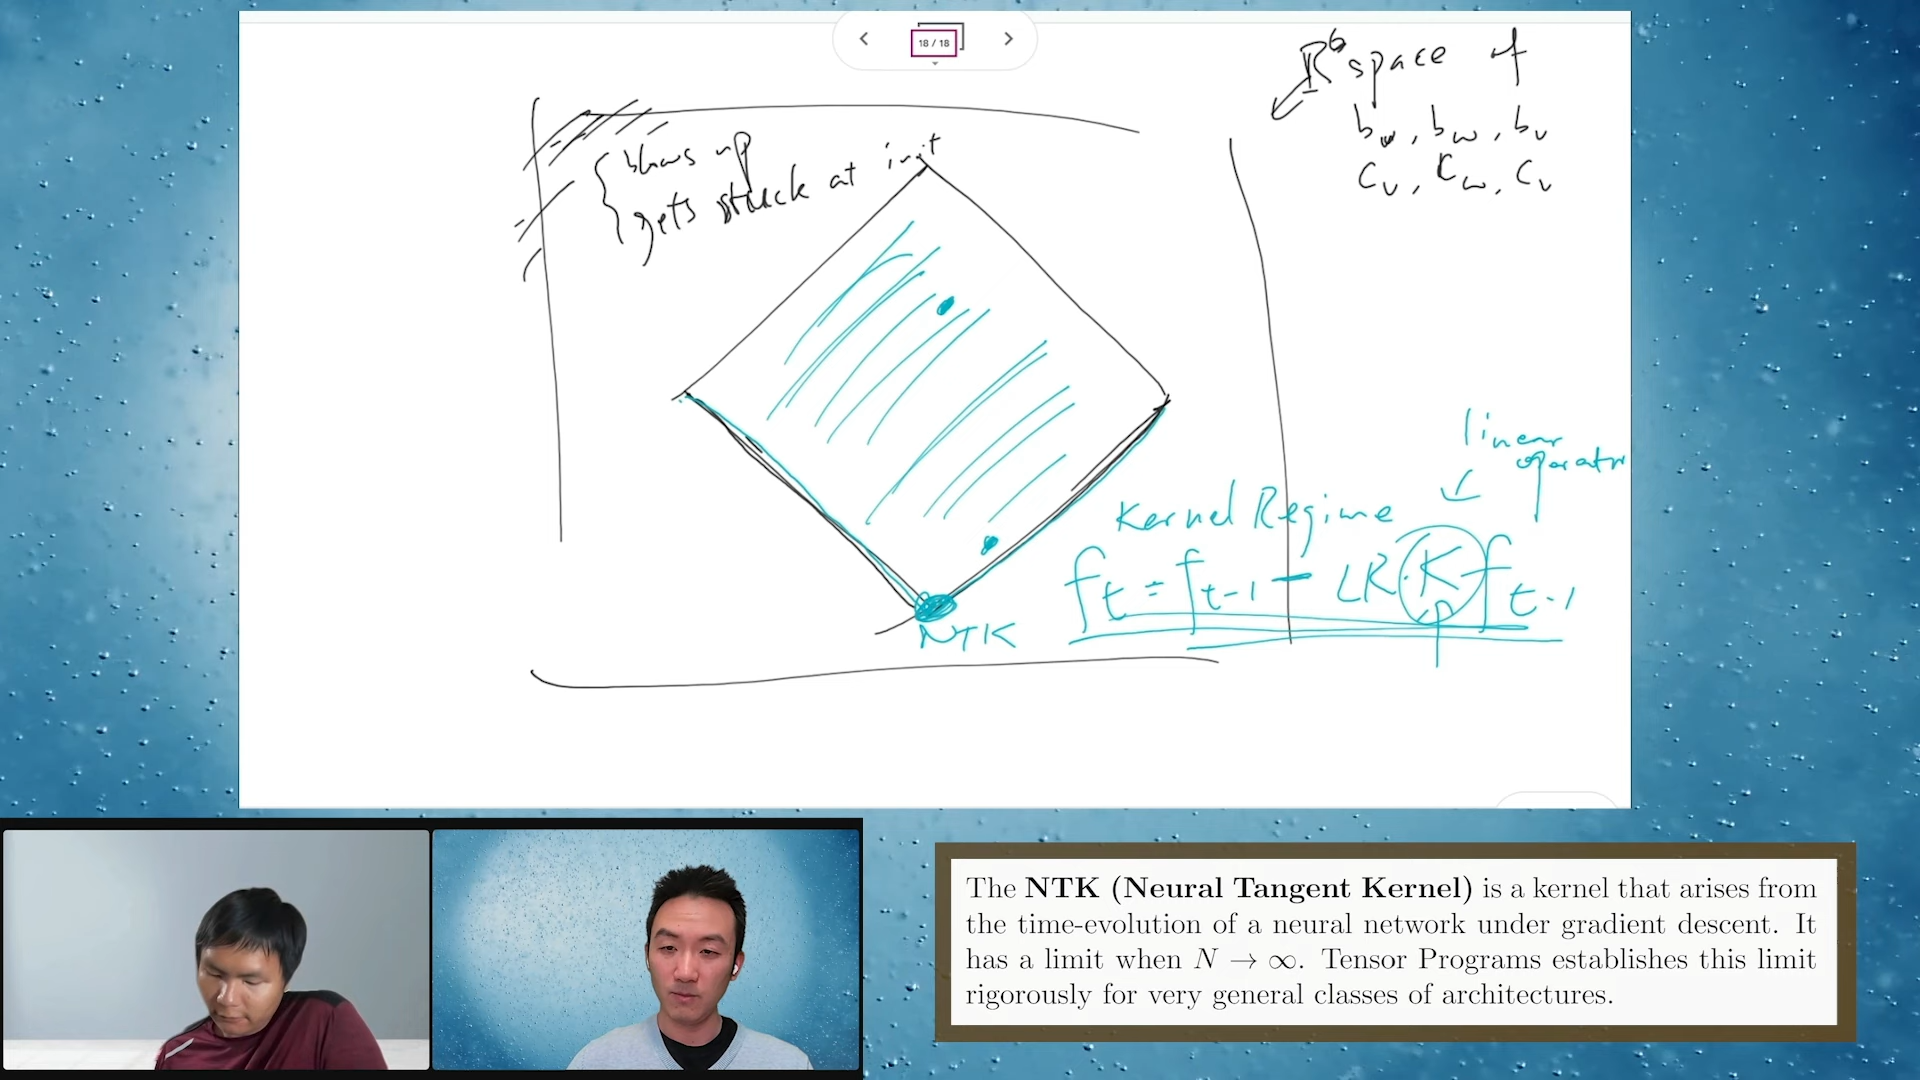 18 / 18
R⁶ space of
b_u, b_w, b_v
C_u, C_w, C_v
blows up
gets stuck at init
linear
operator
Kernel Regime
f_t = f_{t-1} - LR · K f_{t-1}
NTK
The NTK (Neural Tangent Kernel) is a kernel that arises from
the time-evolution of a neural network under gradient descent. It
has a limit when N → ∞. Tensor Programs establishes this limit
rigorously for very general classes of architectures.